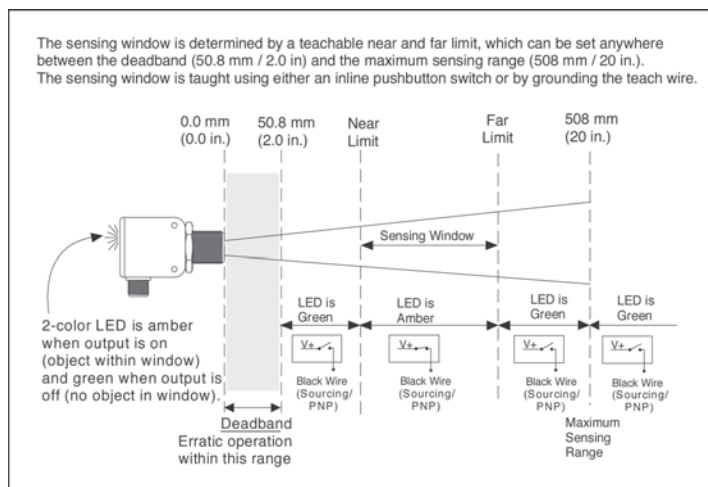 The sensing window is determined by a teachable near and far limit, which can be set anywhere
between the deadband (50.8 mm / 2.0 in) and the maximum sensing range (508 mm / 20 in.).
The sensing window is taught using either an inline pushbutton switch or by grounding the teach wire.
0.0 mm
(0.0 in.)
50.8 mm
(2.0 in.)
Near
Limit
Far
Limit
508 mm
(20 in.)
Sensing Window
2-color LED is amber
when output is on
(object within window)
and green when output is
off (no object in window).
LED is
Green
V+
Black Wire
(Sourcing/
PNP)
LED is
Amber
V+
Black Wire
(Sourcing/
PNP)
LED is
Green
V+
Black Wire
(Sourcing/
PNP)
LED is
Green
V+
Black Wire
(Sourcing/
PNP)
Deadband
Erratic operation
within this range
Maximum
Sensing
Range